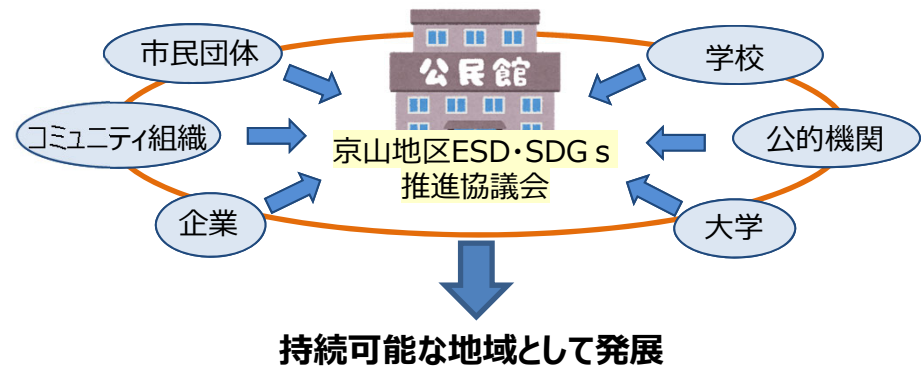 市民団体
学校
公民館
コミュニティ組織
公的機関
京山地区ESD・SDGｓ
推進協議会
企業
大学
持続可能な地域として発展